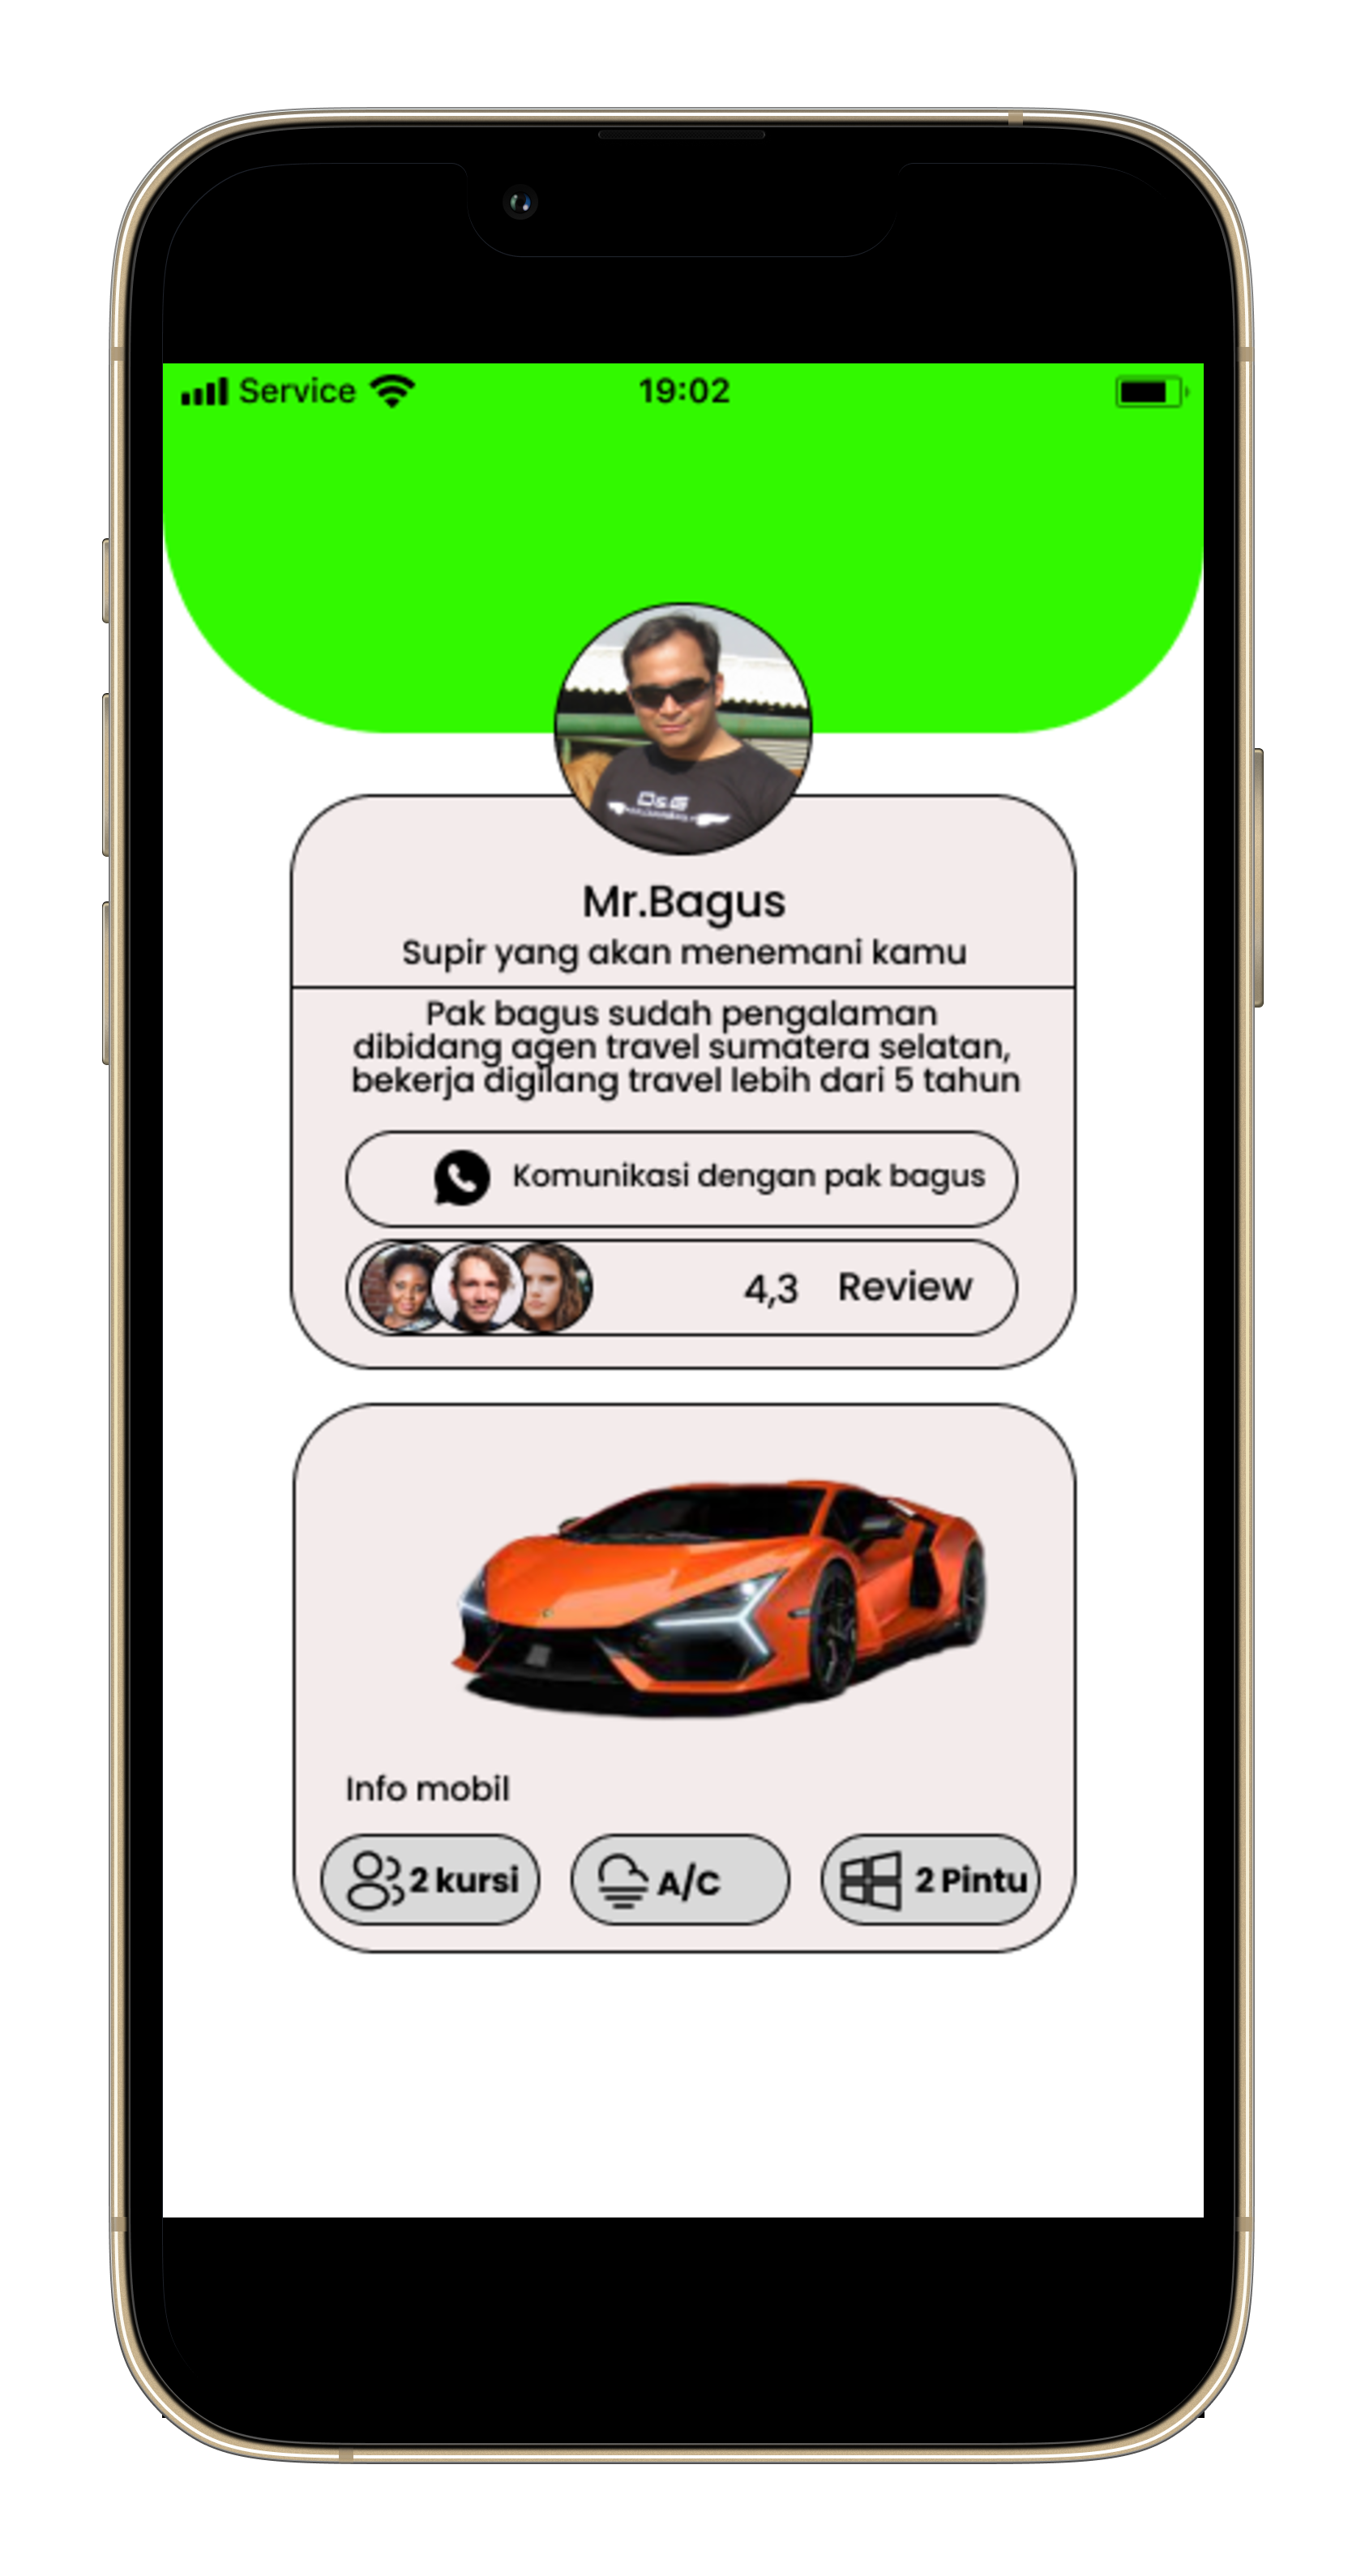 Service 19:02
D&G
Mr.Bagus
Supir yang akan menemani kamu
Pak bagus sudah pengalaman
dibidang agen travel sumatera selatan,
bekerja digilang travel lebih dari 5 tahun
Komunikasi dengan pak bagus
4,3 Review
Info mobil
2 kursi A/C 2 Pintu